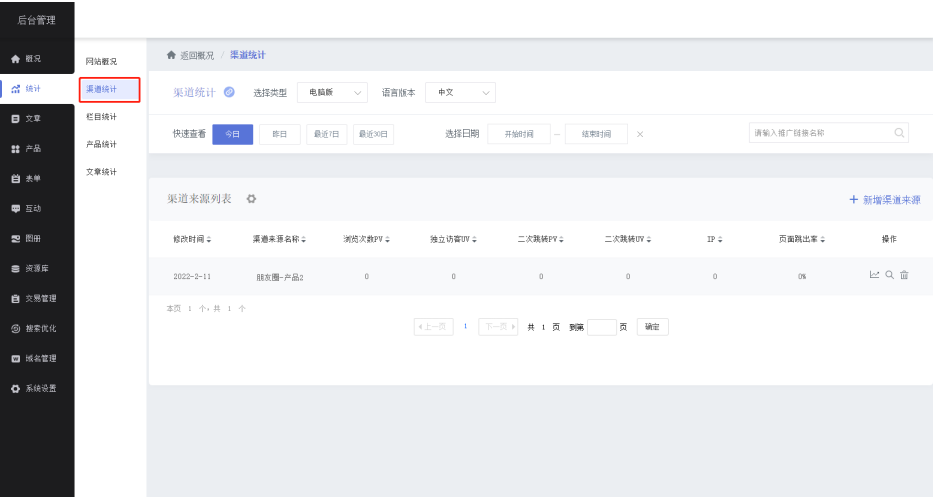 后台管理
概况
统计
文章
产品
表单
互动
图册
资源库
交易管理
搜索优化
域名管理
系统设置
网站概况
渠道统计
栏目统计
产品统计
文章统计
返回概况 / 渠道统计
渠道统计 选择类型 电脑版 语言版本 中文
快速查看 今日 昨日 最近7日 最近30日 选择日期 开始时间 - 结束时间 × 请输入推广链接名称
渠道来源列表 + 新增渠道来源
修改时间 渠道来源名称 浏览次数PV 独立访客UV 二次跳转PV 二次跳转UV IP 页面跳出率 操作
2022-2-11 朋友圈-产品2 0 0 0 0 0 0%
本页 1 个,共 1 个
上一页 1 下一页 共 1 页 到第 页 确定